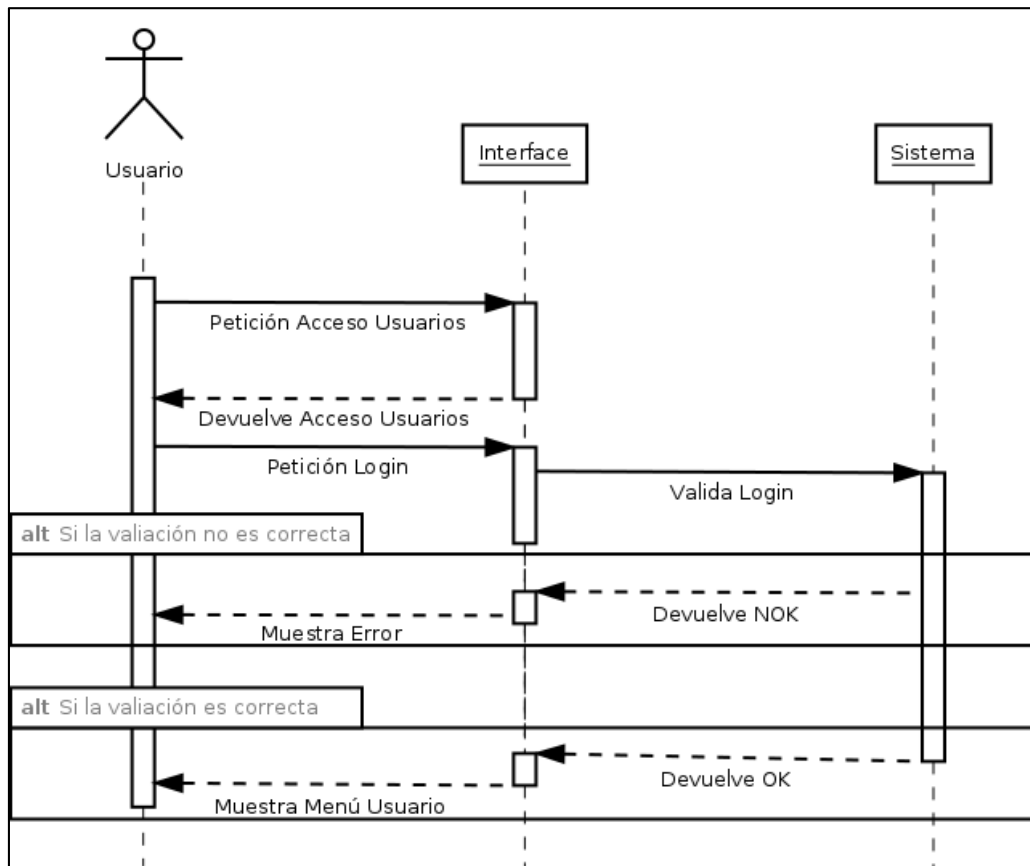 Usuario
Interface
Sistema
Petición Acceso Usuarios
Devuelve Acceso Usuarios
Petición Login
Valida Login
alt Si la valiación no es correcta
Devuelve NOK
Muestra Error
alt Si la valiación es correcta
Devuelve OK
Muestra Menú Usuario